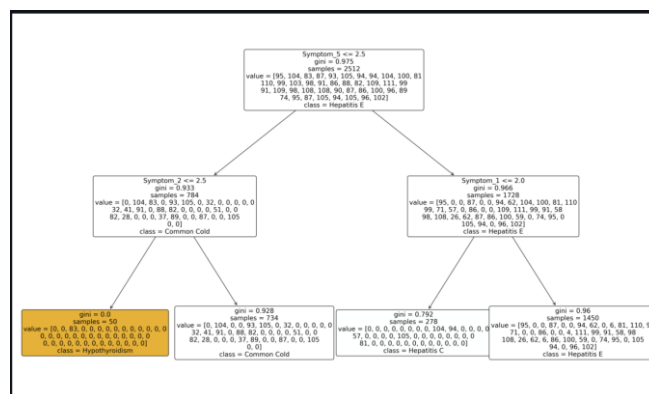 Symptom_5 <= 2.5
gini = 0.975
samples = 2512
value = [95, 104, 83, 87, 93, 105, 94, 94, 104, 100, 81
110, 99, 103, 98, 91, 86, 88, 82, 109, 111, 99
91, 109, 98, 108, 108, 90, 87, 86, 100, 96, 89
74, 95, 87, 105, 94, 105, 96, 102]
class = Hepatitis E
Symptom_2 <= 2.5
gini = 0.933
samples = 784
value = [0, 104, 83, 0, 93, 105, 0, 32, 0, 0, 0, 0, 0
32, 41, 91, 0, 88, 82, 0, 0, 0, 0, 51, 0, 0
82, 28, 0, 0, 0, 37, 89, 0, 0, 87, 0, 0, 105
0, 0]
class = Common Cold
Symptom_1 <= 2.0
gini = 0.966
samples = 1728
value = [95, 0, 0, 87, 0, 0, 94, 62, 104, 100, 81, 110
99, 71, 57, 0, 86, 0, 0, 109, 111, 99, 91, 58
98, 108, 26, 62, 87, 86, 100, 59, 0, 74, 95, 0
105, 94, 0, 96, 102]
class = Hepatitis E
gini = 0.0
samples = 50
value = [0, 0, 83, 0, 0, 0, 0, 0, 0, 0, 0, 0, 0, 0
0, 0, 0, 0, 0, 0, 0, 0, 0, 0, 0, 0, 0, 0
0, 0, 0, 0, 0, 0, 0, 0, 0, 0, 0, 0, 0]
class = Hypothyroidism
gini = 0.928
samples = 734
value = [0, 104, 0, 0, 93, 105, 0, 32, 0, 0, 0, 0, 0
32, 41, 91, 0, 88, 82, 0, 0, 0, 0, 51, 0, 0
82, 28, 0, 0, 0, 37, 89, 0, 0, 87, 0, 0, 105
0, 0]
class = Common Cold
gini = 0.792
samples = 278
value = [0, 0, 0, 0, 0, 0, 0, 0, 104, 94, 0, 0, 0, 0
57, 0, 0, 0, 0, 105, 0, 0, 0, 0, 0, 0, 0, 0
81, 0, 0, 0, 0, 0, 0, 0, 0, 0, 0, 0, 0]
class = Hepatitis C
gini = 0.96
samples = 1450
value = [95, 0, 0, 87, 0, 0, 94, 62, 0, 6, 81, 110, 99
71, 0, 0, 86, 0, 0, 4, 111, 99, 91, 58, 98
108, 26, 62, 6, 86, 100, 59, 0, 74, 95, 0, 105
94, 0, 96, 102]
class = Hepatitis E